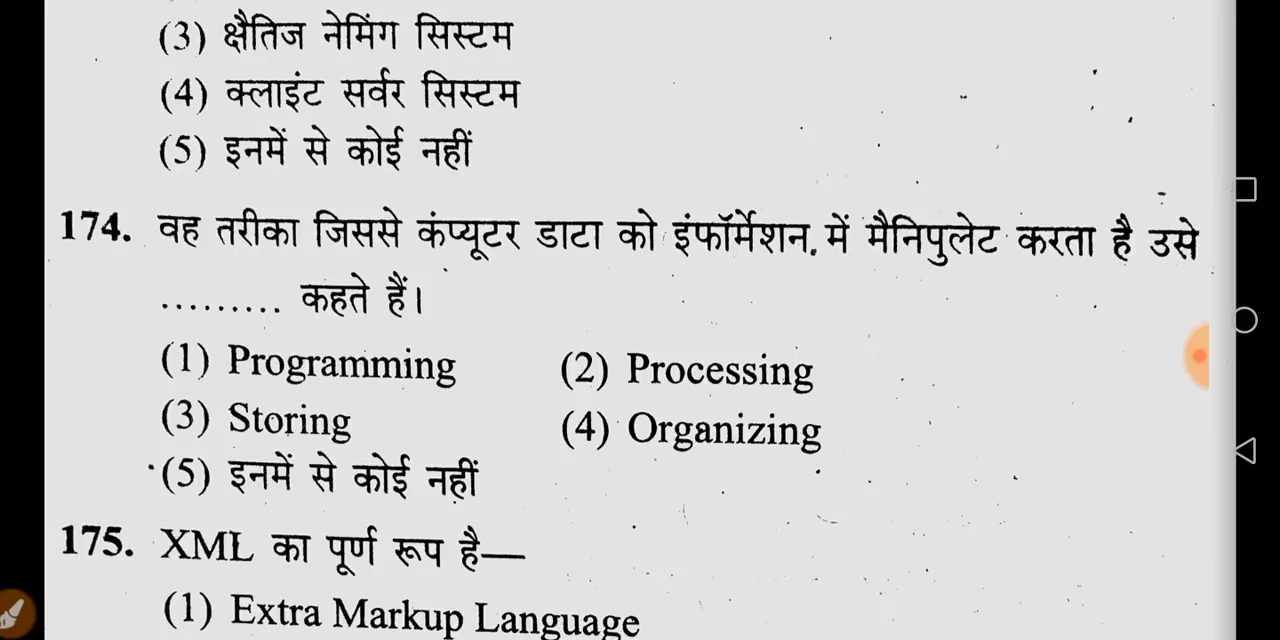 (3) क्षैतिज नेमिंग सिस्टम
(4) क्लाइंट सर्वर सिस्टम
(5) इनमें से कोई नहीं
174. वह तरीका जिससे कंप्यूटर डाटा को इंफॉर्मेशन में मैनिपुलेट करता है उसे
......... कहते हैं।
(1) Programming (2) Processing
(3) Storing (4) Organizing
(5) इनमें से कोई नहीं
175. XML का पूर्ण रूप है—
(1) Extra Markup Language